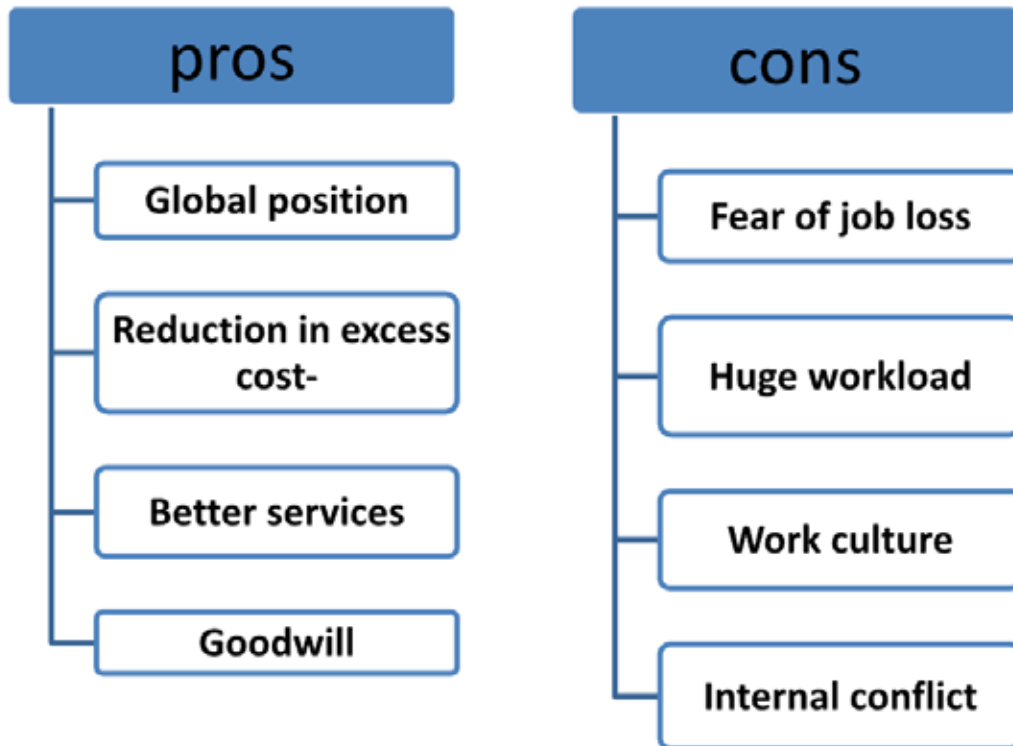 pros
Global position
Reduction in excess
cost-
Better services
Goodwill
cons
Fear of job loss
Huge workload
Work culture
Internal conflict